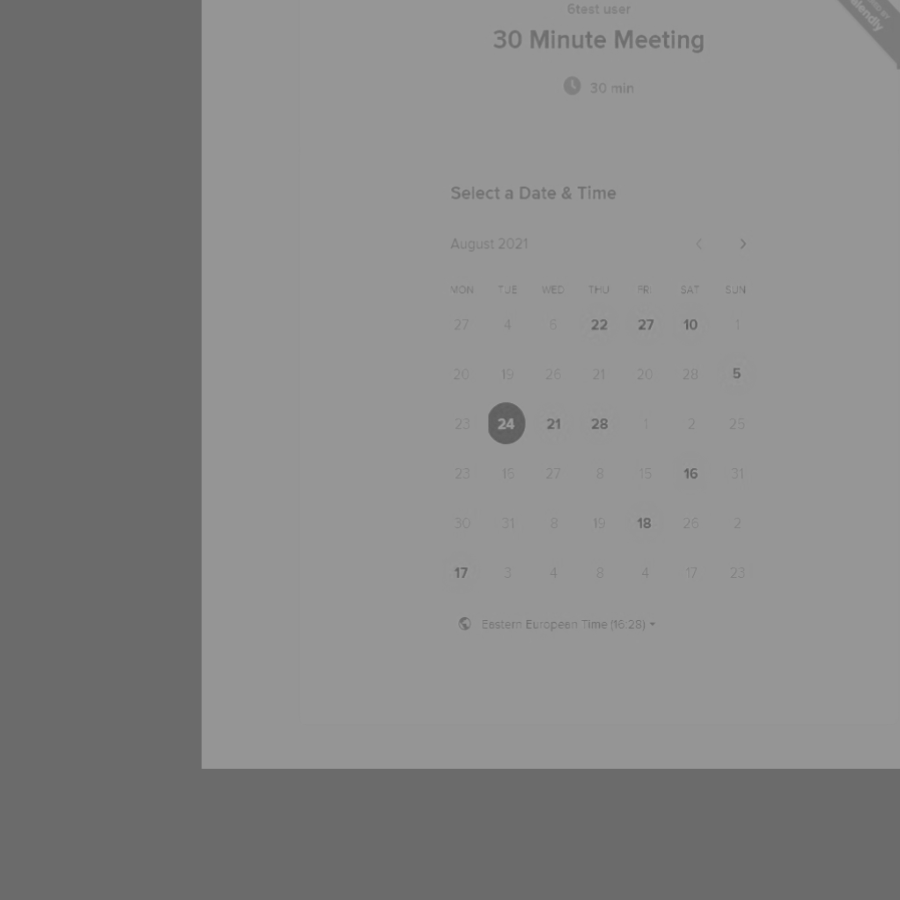 6test user
30 Minute Meeting
30 min
Select a Date & Time
August 2021
MON TUE WED THU FRI SAT SUN
27 4 6 22 27 10 1
20 19 26 21 20 28 5
23 24 21 28 1 2 25
23 15 27 8 15 16 31
30 31 8 19 18 26 2
17 3 4 8 4 17 23
Eestern Europeen Time (16:28)